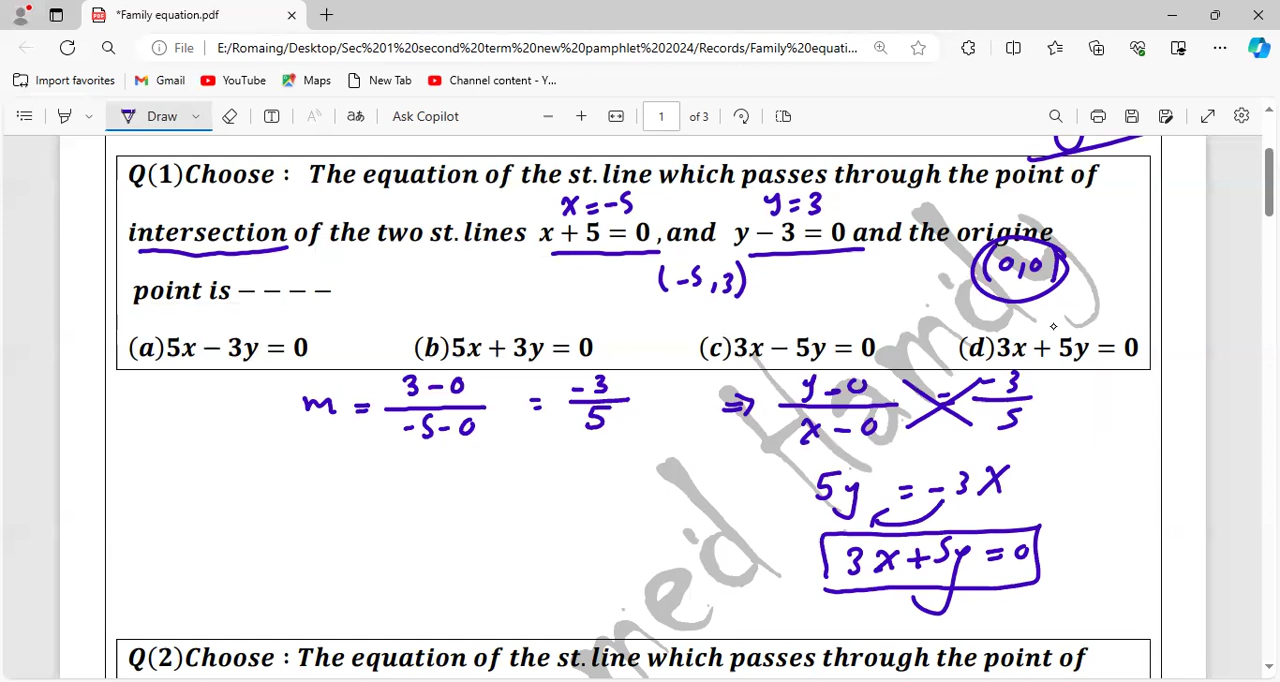 *Family equation.pdf
File
E:/Romaing/Desktop/Sec%201%20second%20term%20new%20pamphlet%202024/Records/Family%20equati...
Import favorites Gmail YouTube Maps New Tab Channel content - Y...
Draw Ask Copilot 1 of 3
Q(1)Choose : The equation of the st. line which passes through the point of
x = -5 y = 3
intersection of the two st. lines x + 5 = 0 , and y − 3 = 0 and the origine
(-5, 3) (0,0)
point is − − − −
(a)5x − 3y = 0 (b)5x + 3y = 0 (c)3x − 5y = 0 (d)3x + 5y = 0
m = 3 - 0 / -5 - 0 = -3 / 5 ⇒ y - 0 / x - 0 = -3 / 5
5y = -3x
3x + 5y = 0
med Hamdy
Q(2)Choose : The equation of the st. line which passes through the point of